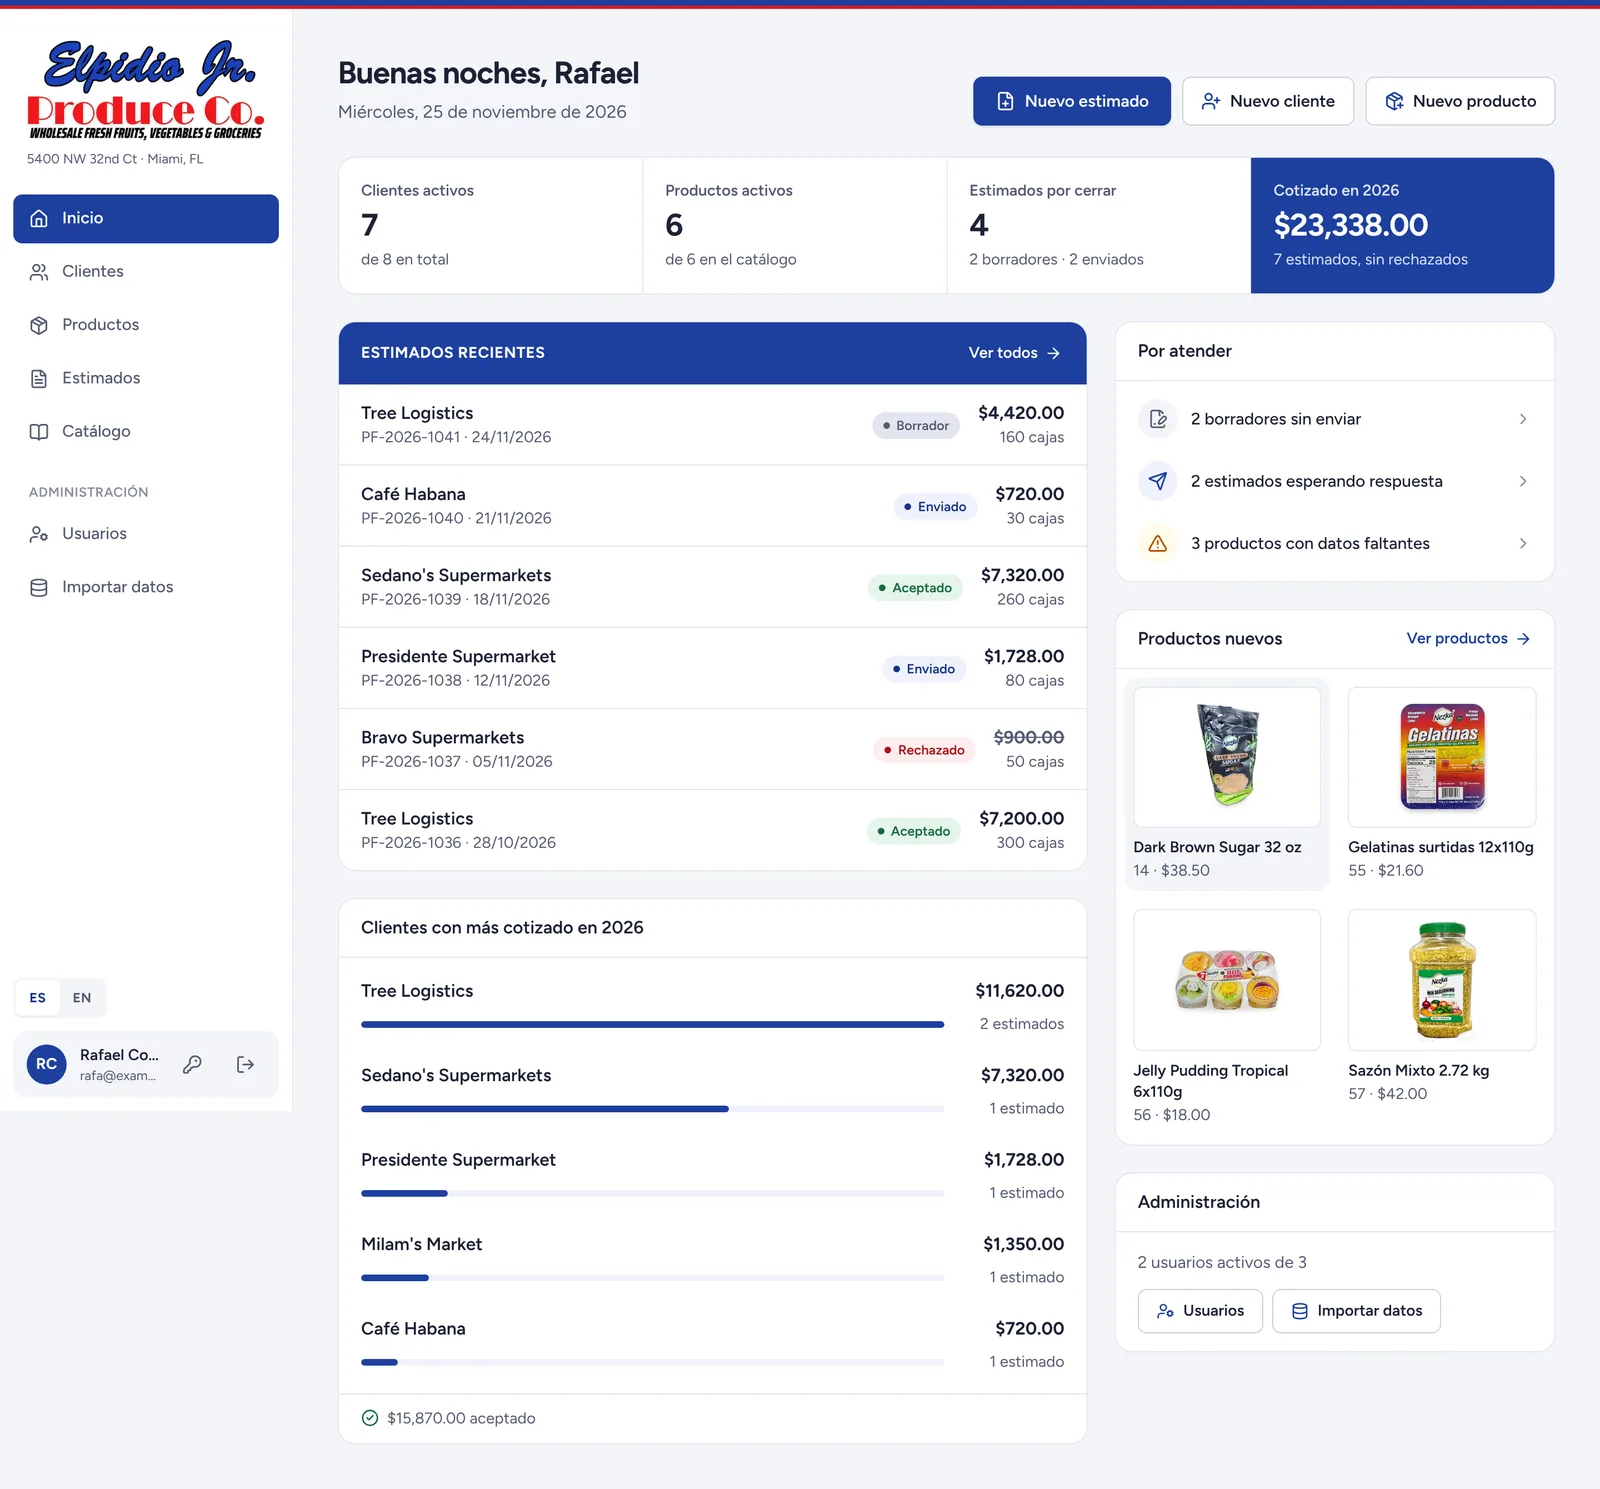 Elpidio Jr.
Produce Co.
WHOLESALE FRESH FRUITS, VEGETABLES & GROCERIES
5400 NW 32nd Ct · Miami, FL
Inicio
Clientes
Productos
Estimados
Catálogo
ADMINISTRACIÓN
Usuarios
Importar datos
ES EN
RC
Rafael Co...
rafa@exam...
Buenas noches, Rafael
Miércoles, 25 de noviembre de 2026
Nuevo estimado
Nuevo cliente
Nuevo producto
Clientes activos
7
de 8 en total
Productos activos
6
de 6 en el catálogo
Estimados por cerrar
4
2 borradores · 2 enviados
Cotizado en 2026
$23,338.00
7 estimados, sin rechazados
ESTIMADOS RECIENTES
Ver todos
Tree Logistics
PF-2026-1041 · 24/11/2026
Borrador
$4,420.00
160 cajas
Café Habana
PF-2026-1040 · 21/11/2026
Enviado
$720.00
30 cajas
Sedano's Supermarkets
PF-2026-1039 · 18/11/2026
Aceptado
$7,320.00
260 cajas
Presidente Supermarket
PF-2026-1038 · 12/11/2026
Enviado
$1,728.00
80 cajas
Bravo Supermarkets
PF-2026-1037 · 05/11/2026
Rechazado
$900.00
50 cajas
Tree Logistics
PF-2026-1036 · 28/10/2026
Aceptado
$7,200.00
300 cajas
Clientes con más cotizado en 2026
Tree Logistics
$11,620.00
2 estimados
Sedano's Supermarkets
$7,320.00
1 estimado
Presidente Supermarket
$1,728.00
1 estimado
Milam's Market
$1,350.00
1 estimado
Café Habana
$720.00
1 estimado
$15,870.00 aceptado
Por atender
2 borradores sin enviar
2 estimados esperando respuesta
3 productos con datos faltantes
Productos nuevos
Ver productos
DARK BROWN
SUGAR
Dark Brown Sugar 32 oz
14 · $38.50
Nezka
Gelatinas
Nutrition Facts
Gelatinas surtidas 12x110g
55 · $21.60
Jelly Pudding Tropical
6x110g
56 · $18.00
Nezka
MIX SEASONING
Sazón Mixto 2.72 kg
57 · $42.00
Administración
2 usuarios activos de 3
Usuarios
Importar datos